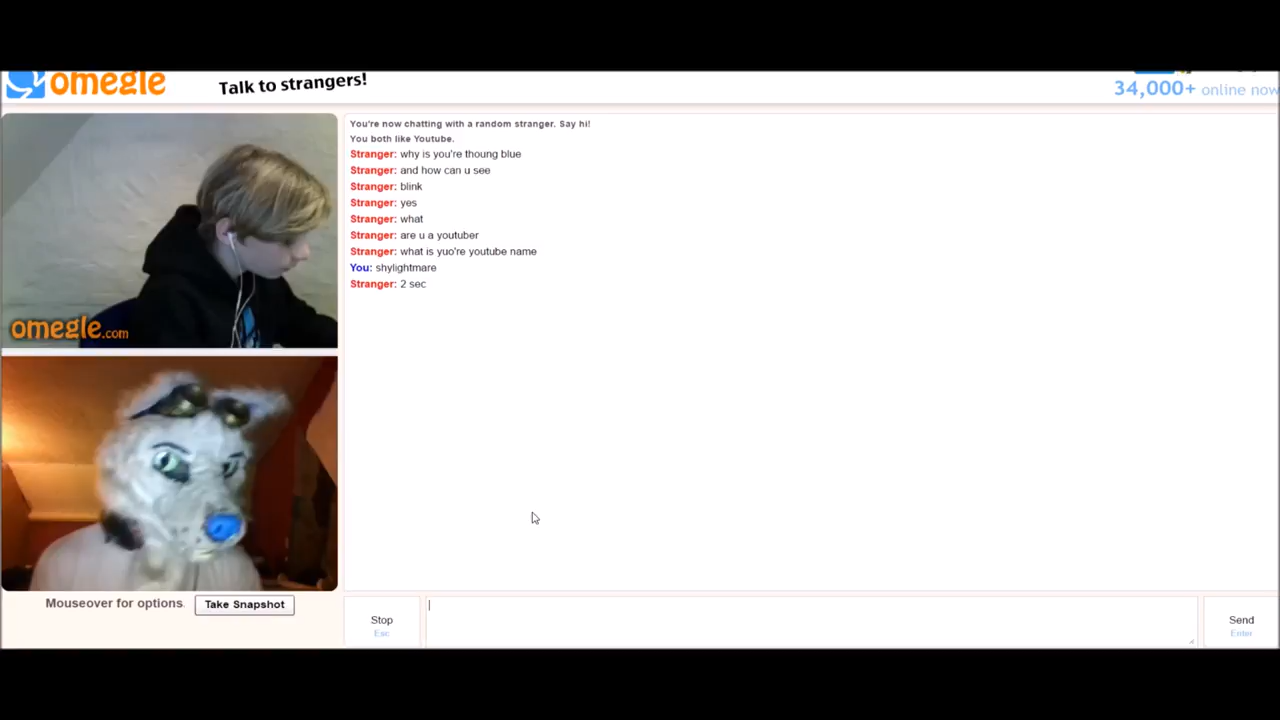 omegle
Talk to strangers!
34,000+ online now
You're now chatting with a random stranger. Say hi!
You both like Youtube.
Stranger: why is you're thoung blue
Stranger: and how can u see
Stranger: blink
Stranger: yes
Stranger: what
Stranger: are u a youtuber
Stranger: what is yuo're youtube name
You: shylightmare
Stranger: 2 sec
omegle.com
Mouseover for options.
Take Snapshot
Stop
Esc
Send
Enter